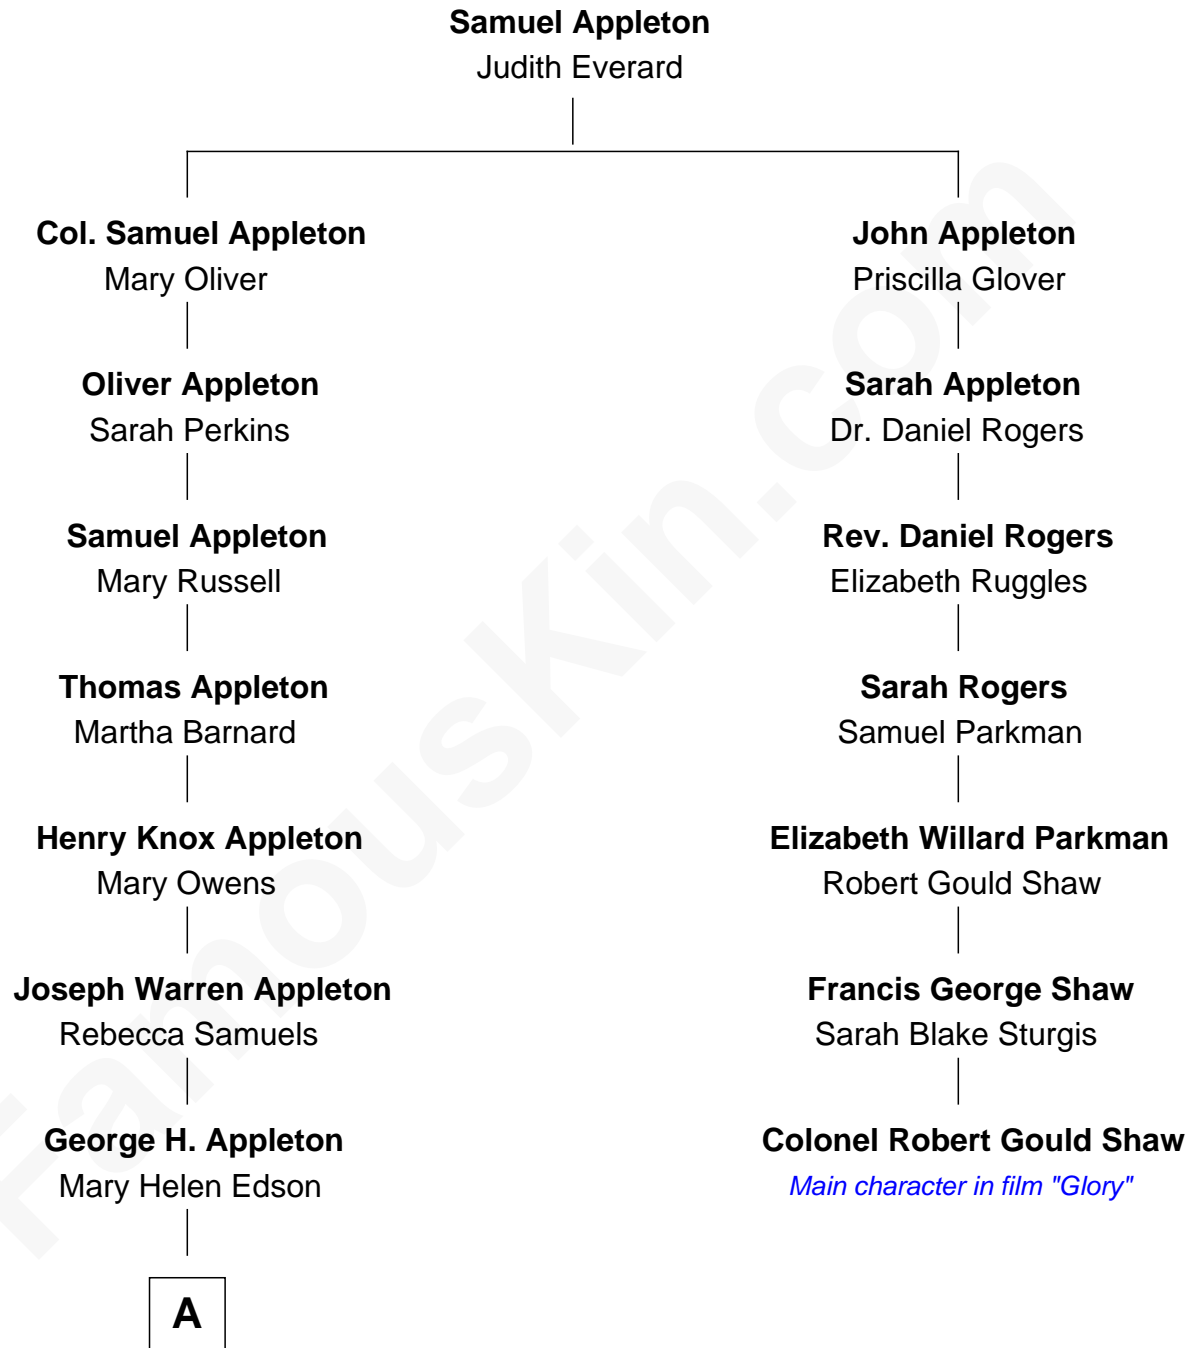 Samuel Appleton
Judith Everard
Col. Samuel Appleton
Mary Oliver
John Appleton
Priscilla Glover
Oliver Appleton
Sarah Perkins
Sarah Appleton
Dr. Daniel Rogers
Samuel Appleton
Mary Russell
Rev. Daniel Rogers
Elizabeth Ruggles
Thomas Appleton
Martha Barnard
Sarah Rogers
Samuel Parkman
Henry Knox Appleton
Mary Owens
Elizabeth Willard Parkman
Robert Gould Shaw
Joseph Warren Appleton
Rebecca Samuels
Francis George Shaw
Sarah Blake Sturgis
George H. Appleton
Mary Helen Edson
Colonel Robert Gould Shaw
Main character in film "Glory"
A
FamousKin.com